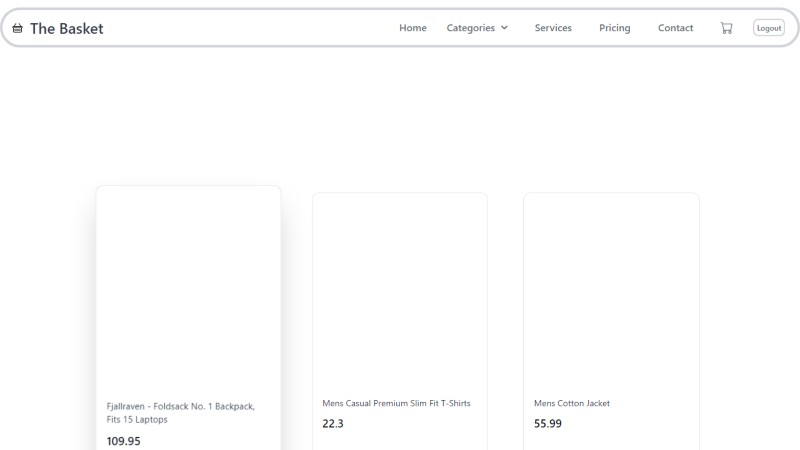 The Basket
Home
Categories
Services
Pricing
Contact
Logout
Fjallraven - Foldsack No. 1 Backpack,
Fits 15 Laptops
109.95
Mens Casual Premium Slim Fit T-Shirts
22.3
Mens Cotton Jacket
55.99